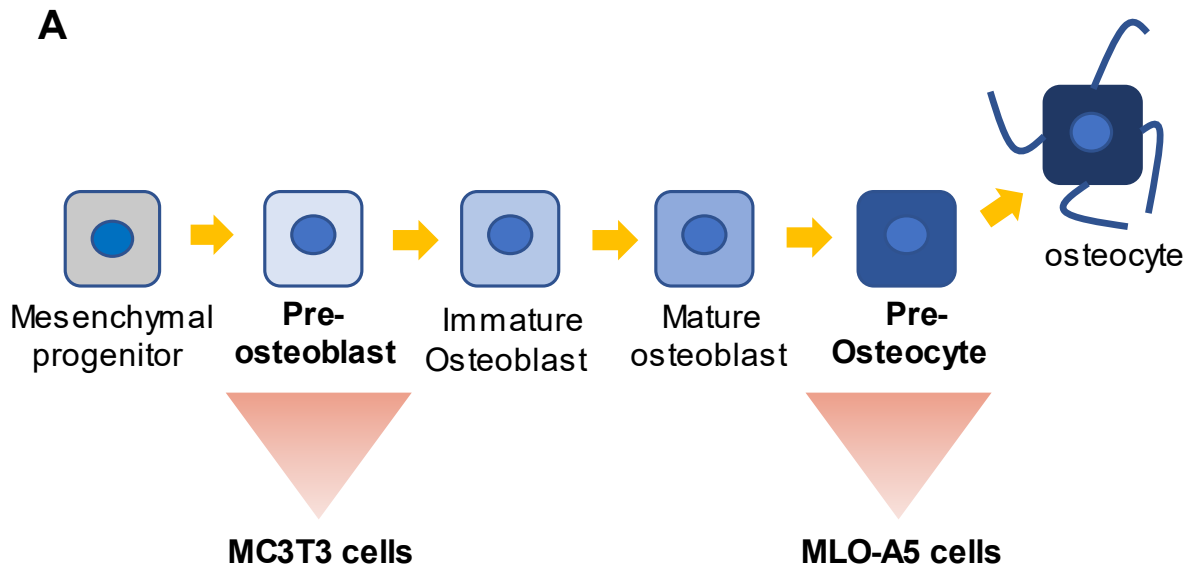 A
Mesenchymal
progenitor
Pre-
osteoblast
Immature
Osteoblast
Mature
osteoblast
Pre-
Osteocyte
osteocyte
MC3T3 cells
MLO-A5 cells